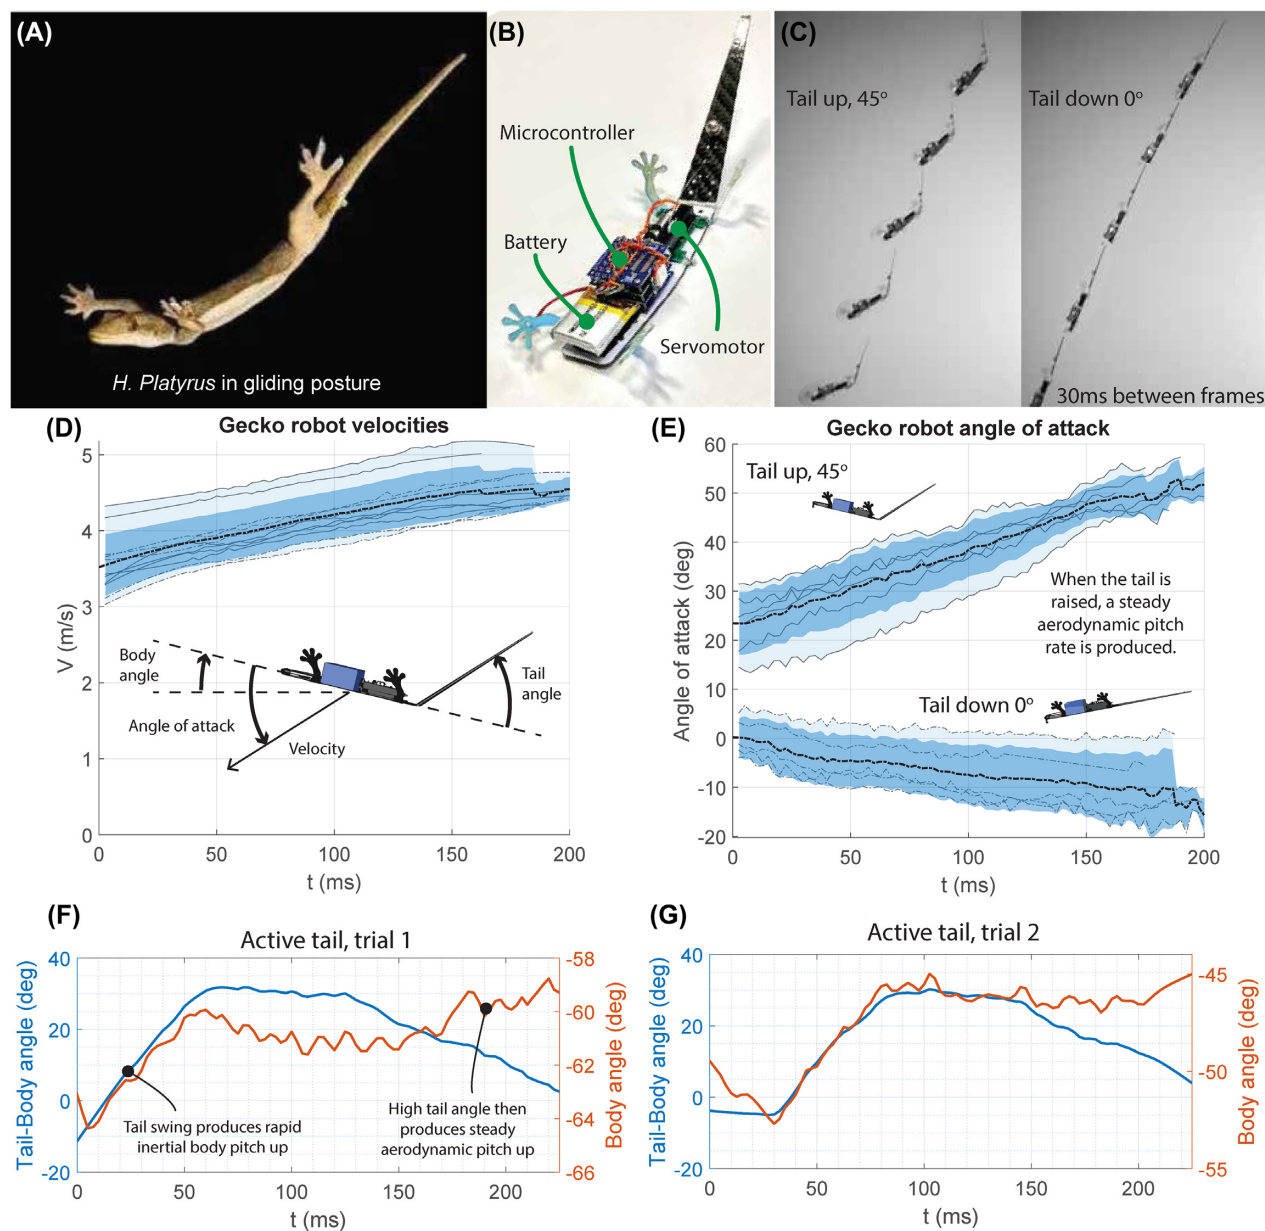 (A)
H. Platyrus in gliding posture
(B)
Microcontroller
Battery
Servomotor
(C)
Tail up, 45°
Tail down 0°
30ms between frames
(D)
Gecko robot velocities
5
4
3
2
1
0
V (m/s)
Body
angle
Angle of attack
Velocity
Tail
angle
0
50
100
150
200
t (ms)
(E)
Gecko robot angle of attack
60
50
40
30
20
10
0
-10
-20
Angle of attack (deg)
Tail up, 45°
When the tail is
raised, a steady
aerodynamic pitch
rate is produced.
Tail down 0°
0
50
100
150
200
t (ms)
(F)
Active tail, trial 1
40
20
0
-20
Tail-Body angle (deg)
Tail swing produces rapid
inertial body pitch up
High tail angle then
produces steady
aerodynamic pitch up
-58
-60
-62
-64
-66
Body angle (deg)
0
50
100
150
200
t (ms)
(G)
Active tail, trial 2
40
20
0
-20
Tail-Body angle (deg)
-45
-50
-55
Body angle (deg)
0
50
100
150
200
t (ms)